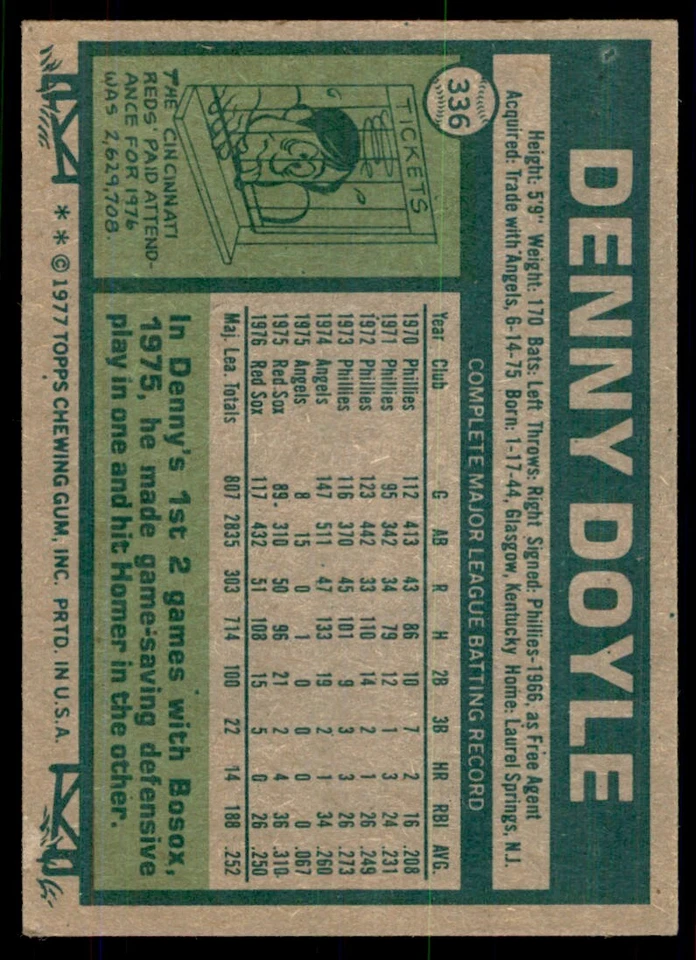 DENNY DOYLE
Height: 5'9" Weight: 170 Bats: Left Throws: Right Signed: Phillies-1966, as Free Agent
Acquired: Trade with Angels, 6-14-75 Born: 1-17-44, Glasgow, Kentucky Home: Laurel Springs, N.J.
336
TICKETS
THE CINCINNATI
REDS' PAID ATTEND-
ANCE FOR 1976
WAS 2,629,708.
COMPLETE MAJOR LEAGUE BATTING RECORD
Year Club G AB R H 2B 3B HR RBI AVG.
1970 Phillies 112 413 43 86 10 7 2 16 .208
1971 Phillies 95 342 34 79 12 1 3 24 .231
1972 Phillies 123 442 33 110 14 2 1 26 .249
1973 Phillies 116 370 45 101 9 3 3 26 .273
1974 Angels 147 511 47 133 19 2 1 34 .260
1975 Angels 8 15 0 1 0 0 0 0 .067
1975 Red Sox 89 310 50 96 21 2 4 36 .310
1976 Red Sox 117 432 51 108 15 5 0 26 .250
Maj. Lea. Totals 807 2835 303 714 100 22 14 188 .252
In Denny's 1st 2 games with Bosox,
1975, he made game-saving defensive
play in one and hit Homer in the other.
* * © 1977 TOPPS CHEWING GUM, INC. PRTD. IN U.S.A.